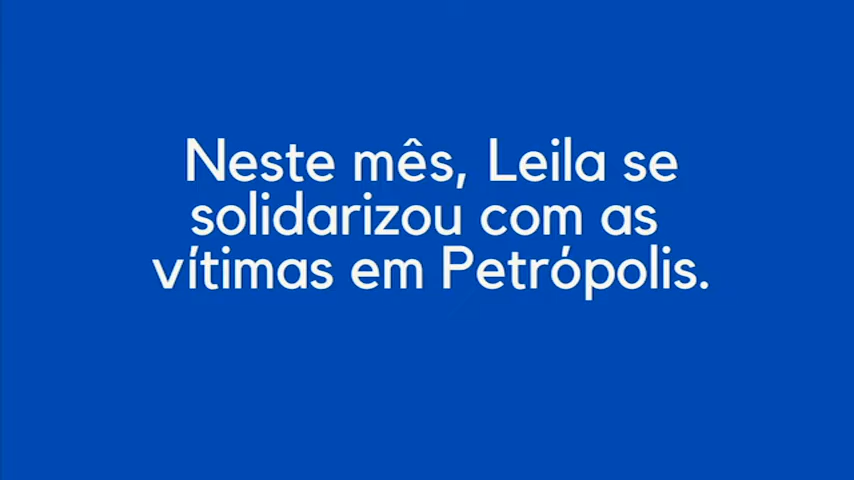 Neste mês, Leila se
solidarizou com as
vítimas em Petrópolis.